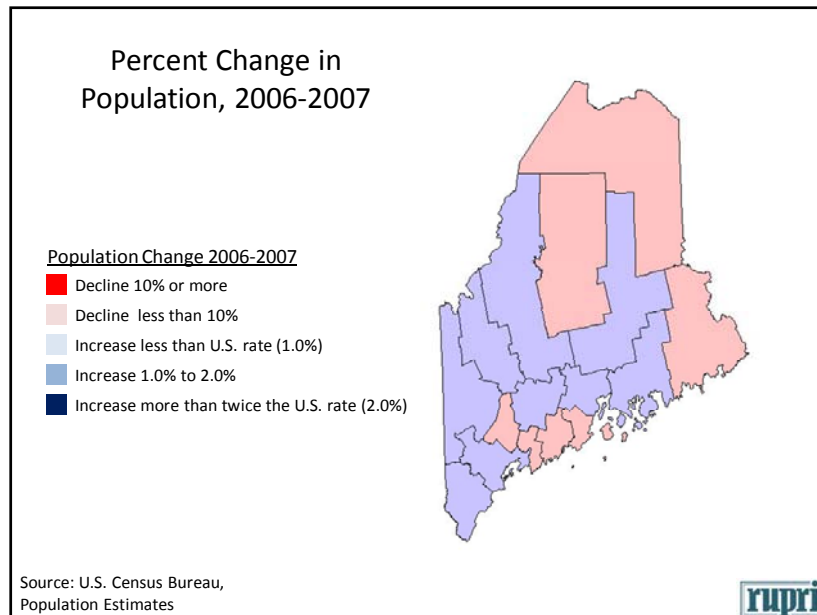 Percent Change in
Population, 2006-2007
Population Change 2006-2007
Decline 10% or more
Decline  less than 10%
Increase less than U.S. rate (1.0%)
Increase 1.0% to 2.0%
Increase more than twice the U.S. rate (2.0%)
Source: U.S. Census Bureau,
Population Estimates
rupri